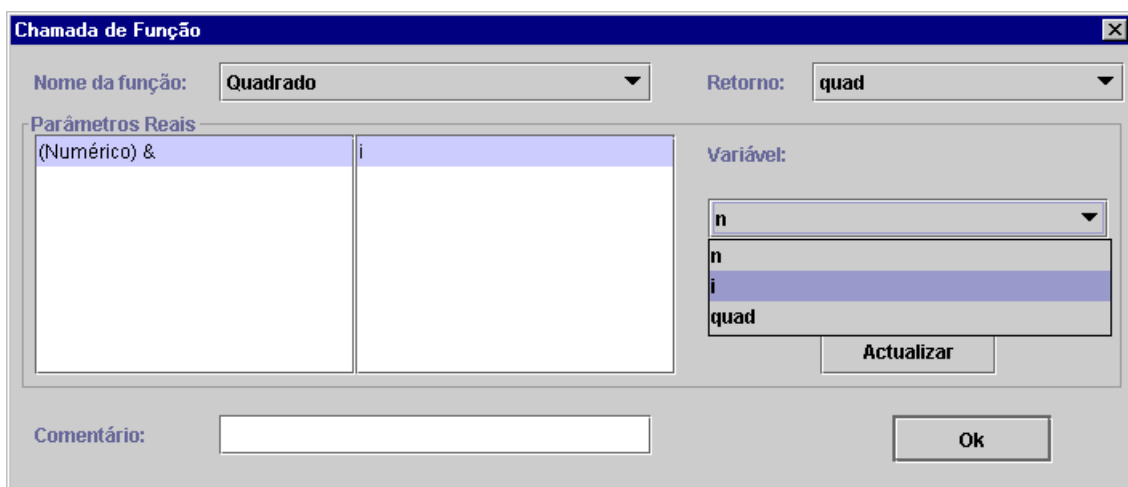 Chamada de Função
Nome da função: Quadrado Retorno: quad
Parâmetros Reais
(Numérico) & i
Variável:
n
n
i
quad
Actualizar
Comentário:
Ok